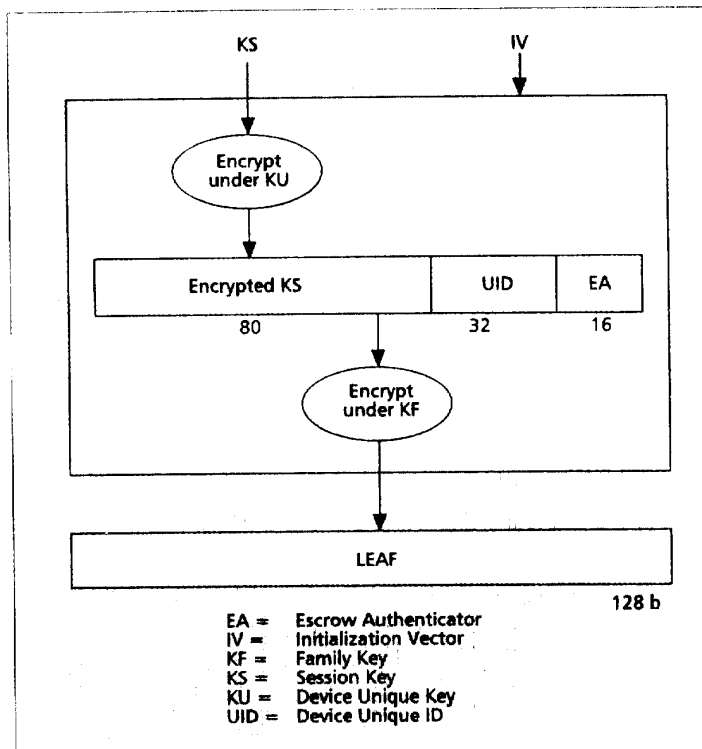 KS IV
Encrypt
under KU
Encrypted KS UID EA
80 32 16
Encrypt
under KF
LEAF
128 b
EA = Escrow Authenticator
IV = Initialization Vector
KF = Family Key
KS = Session Key
KU = Device Unique Key
UID = Device Unique ID